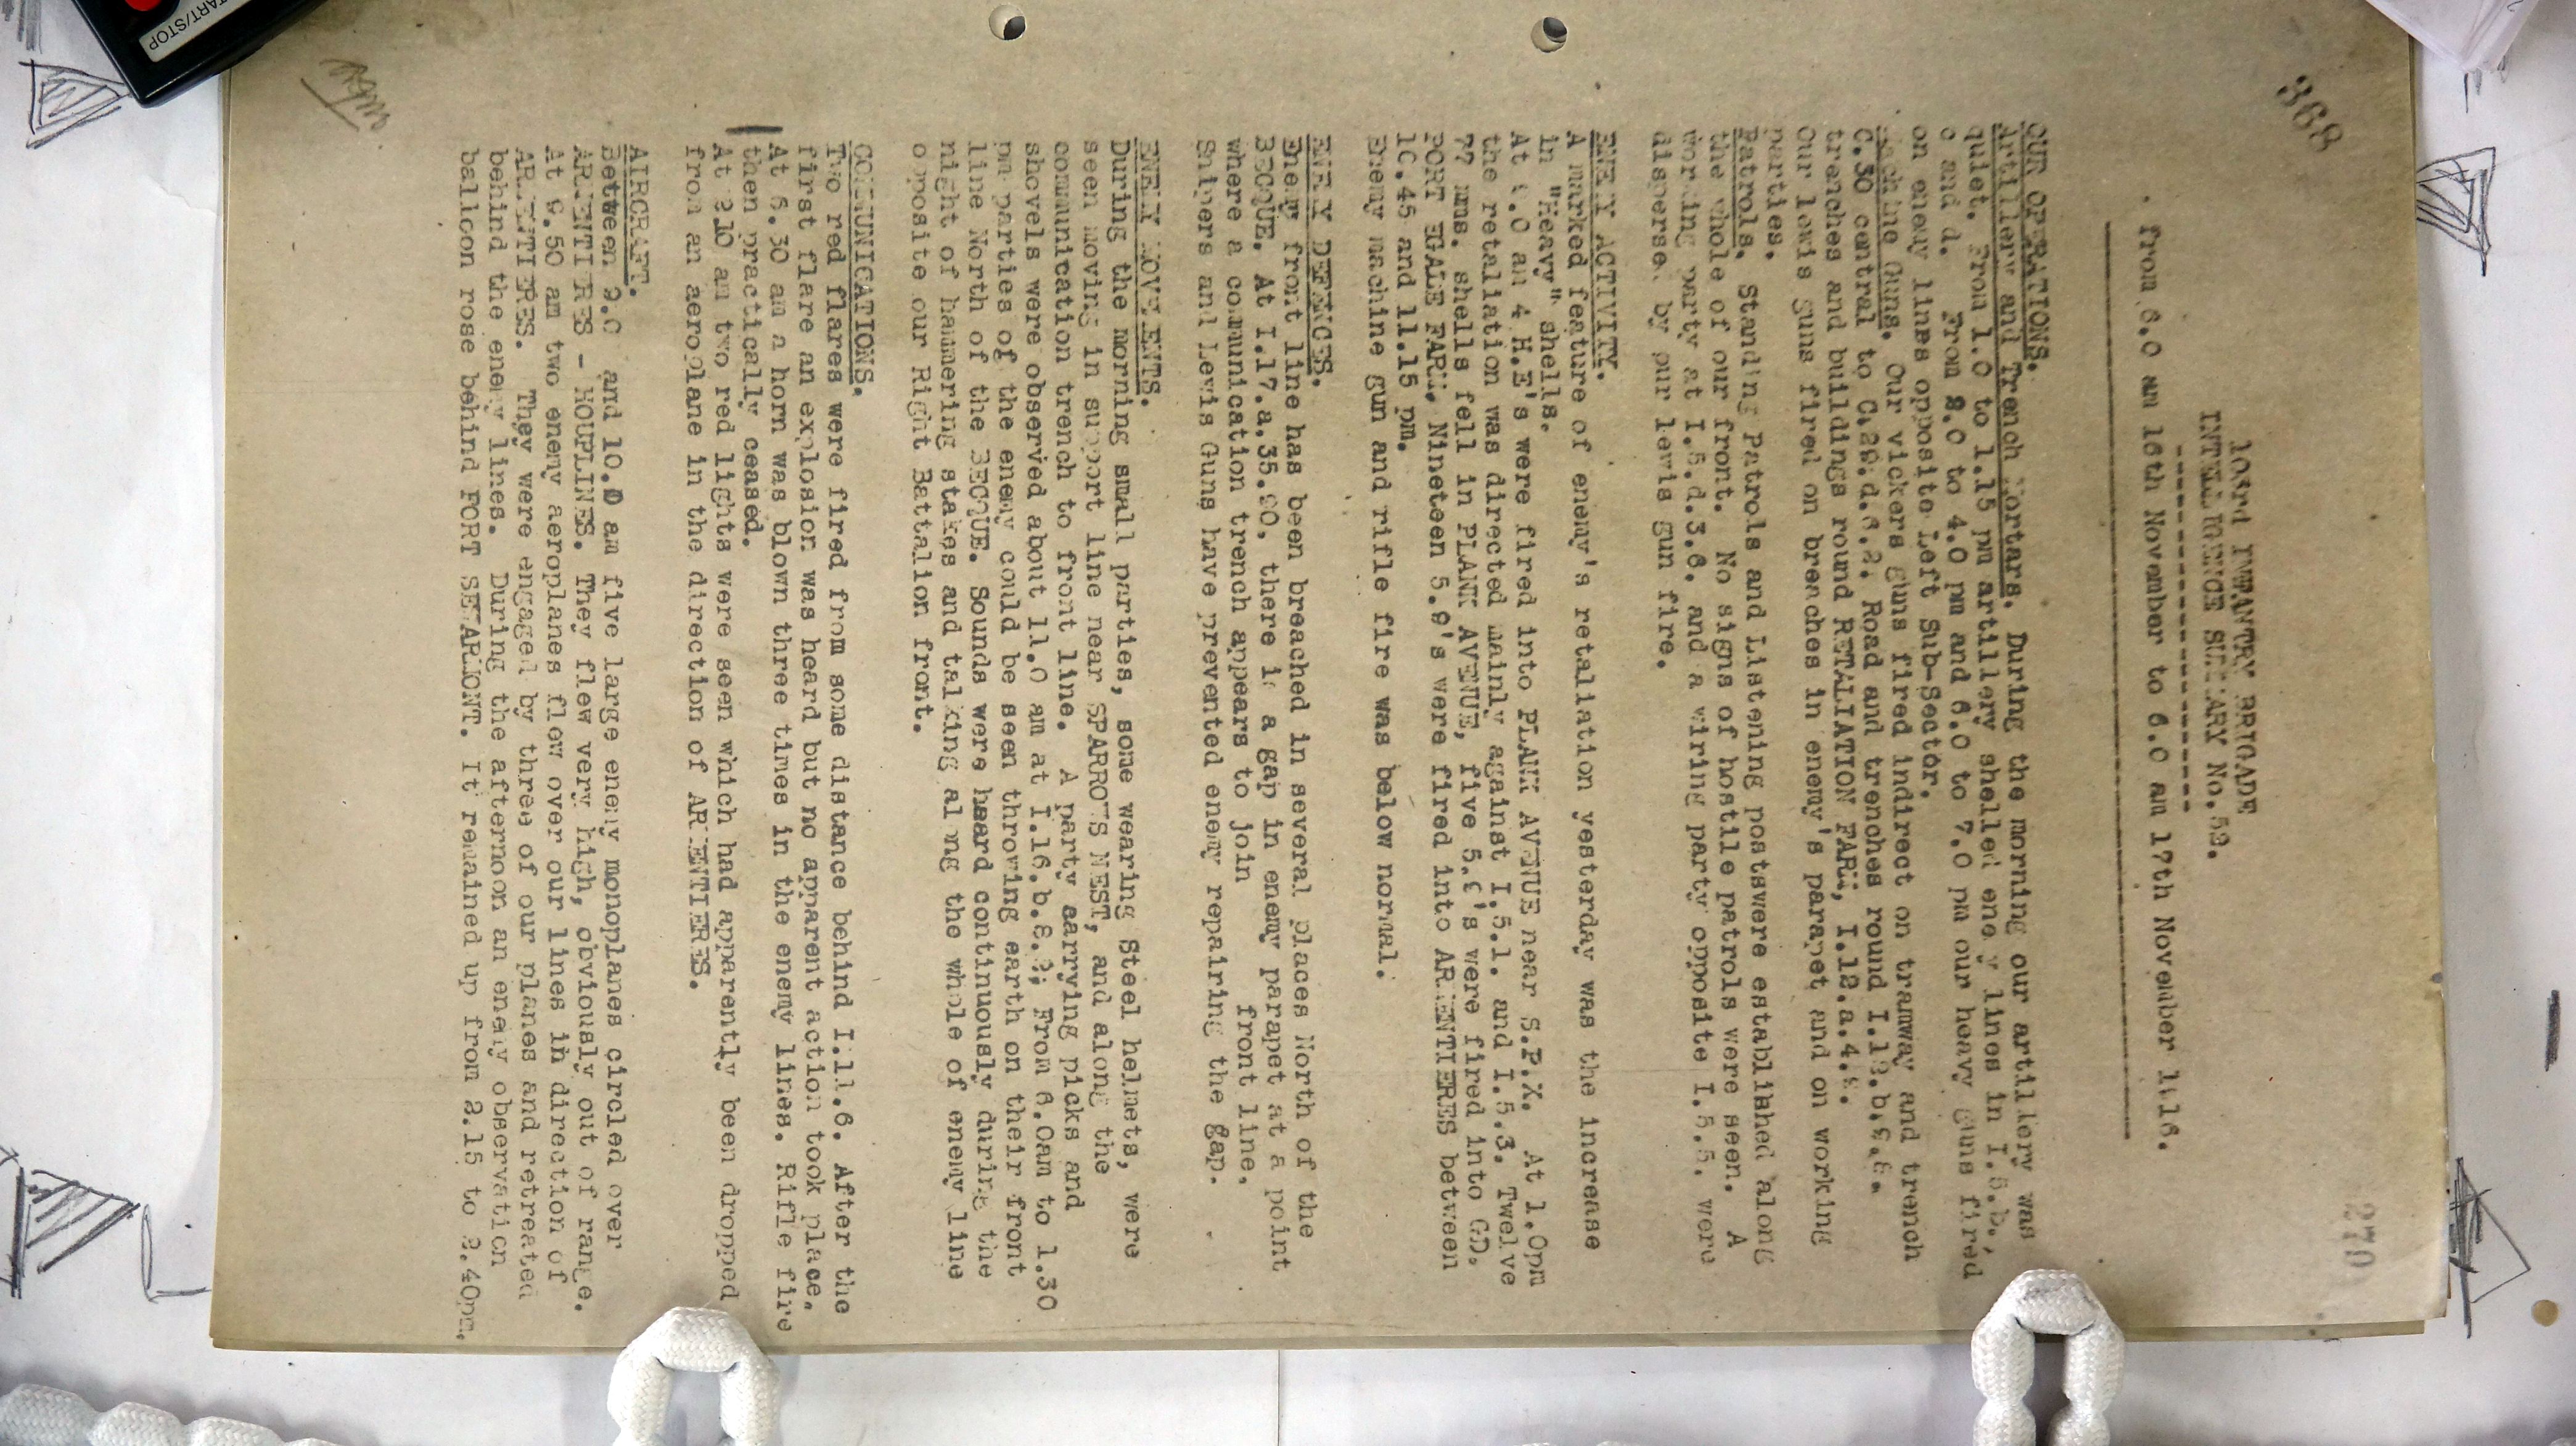 368
270
103rd INFANTRY BRIGADE
INTELLIGENCE SUMMARY No.52.
From 6.0 am 16th November to 6.0 am 17th November 1916.
OUR OPERATIONS.
Artillery and Trench Mortars. During the morning our artillery was
quiet. From 1.0 to 1.15 pm artillery shelled enemy lines in I.5.b.,
c and d. From 2.0 to 4.0 pm and 6.0 to 7.0 pm our heavy guns fired
on enemy lines opposite Left Sub-Sector.
Machine Guns. Our vickers guns fired indirect on tramway and trench
C.30 central to C.29.d.8.2. Road and trenches round
trenches and buildings round RETALIATION FARM, I.12.a.4.
Our lewis guns fired on breaches in enemy's parapet and on working
parties.
Patrols. Standing Patrols and Listening postswere established along
the whole of our front. No signs of hostile patrols were seen. A
working party at I.5.d.3.6. and a wiring party opposite I.5.5. were
dispersed by our lewis gun fire.
ENEMY ACTIVITY.
A marked feature of enemy's retaliation yesterday was the increase
in "Heavy" shells.
At am 4 H.E's were fired into PLANK AVENUE near S.P.X. At 1.0pm
the retaliation was directed mainly against I.5.1. and I.5.3. Twelve
77 mms. shells fell in PLANK AVENUE, five 5. 's were fired into GD.
PORT EGALE FARM. Nineteen 5.9's were fired into ARMENTIERES between
10.45 and 11.15 pm.
Enemy machine gun and rifle fire was below normal.
ENEMY DEFENCES.
Enemy front line has been breached in several places North of the
BECQUE. At I.17.a.35.90, there is a gap in enemy parapet at a point
where a communication trench appears to join front line.
Snipers and Lewis Guns have prevented enemy repairing the gap.
ENEMY MOVEMENTS.
During the morning small parties, some wearing Steel helmets, were
seen moving in support line near SPARROWS NEST, and along the
communication trench to front line. A party carrying picks and
shovels were observed about 11.0 am at I.16.b.8. ; From 6.0am to 1.30
pm parties of the enemy could be seen throwing earth on their front
line North of the BECQUE. Sounds were heard continuously during the
night of hammering stakes and talking along the whole of enemy line
opposite our Right Battalion front.
COMMUNICATIONS.
Two red flares were fired from some distance behind I.11.6. After the
first flare an explosion was heard but no apparent action took place.
At 5.30 am a horn was blown three times in the enemy lines. Rifle fire
then practically ceased.
At 2.10 am two red lights were seen which had apparently been dropped
from an aeroplane in the direction of ARMENTIERES.
AIRCRAFT.
Between 9.0 and 10.0 am five large enemy monoplanes circled over
ARMENTIERES - HOUPLINES. They flew very high, obviously out of range.
At 9.50 am two enemy aeroplanes flew over our lines in direction of
ARMENTIERES. They were engaged by three of our planes and retreated
behind the enemy lines. During the afternoon an enemy observation
balloon rose behind FORT SENARMONT. It remained up from 2.15 to 2.40pm.
START/STOP